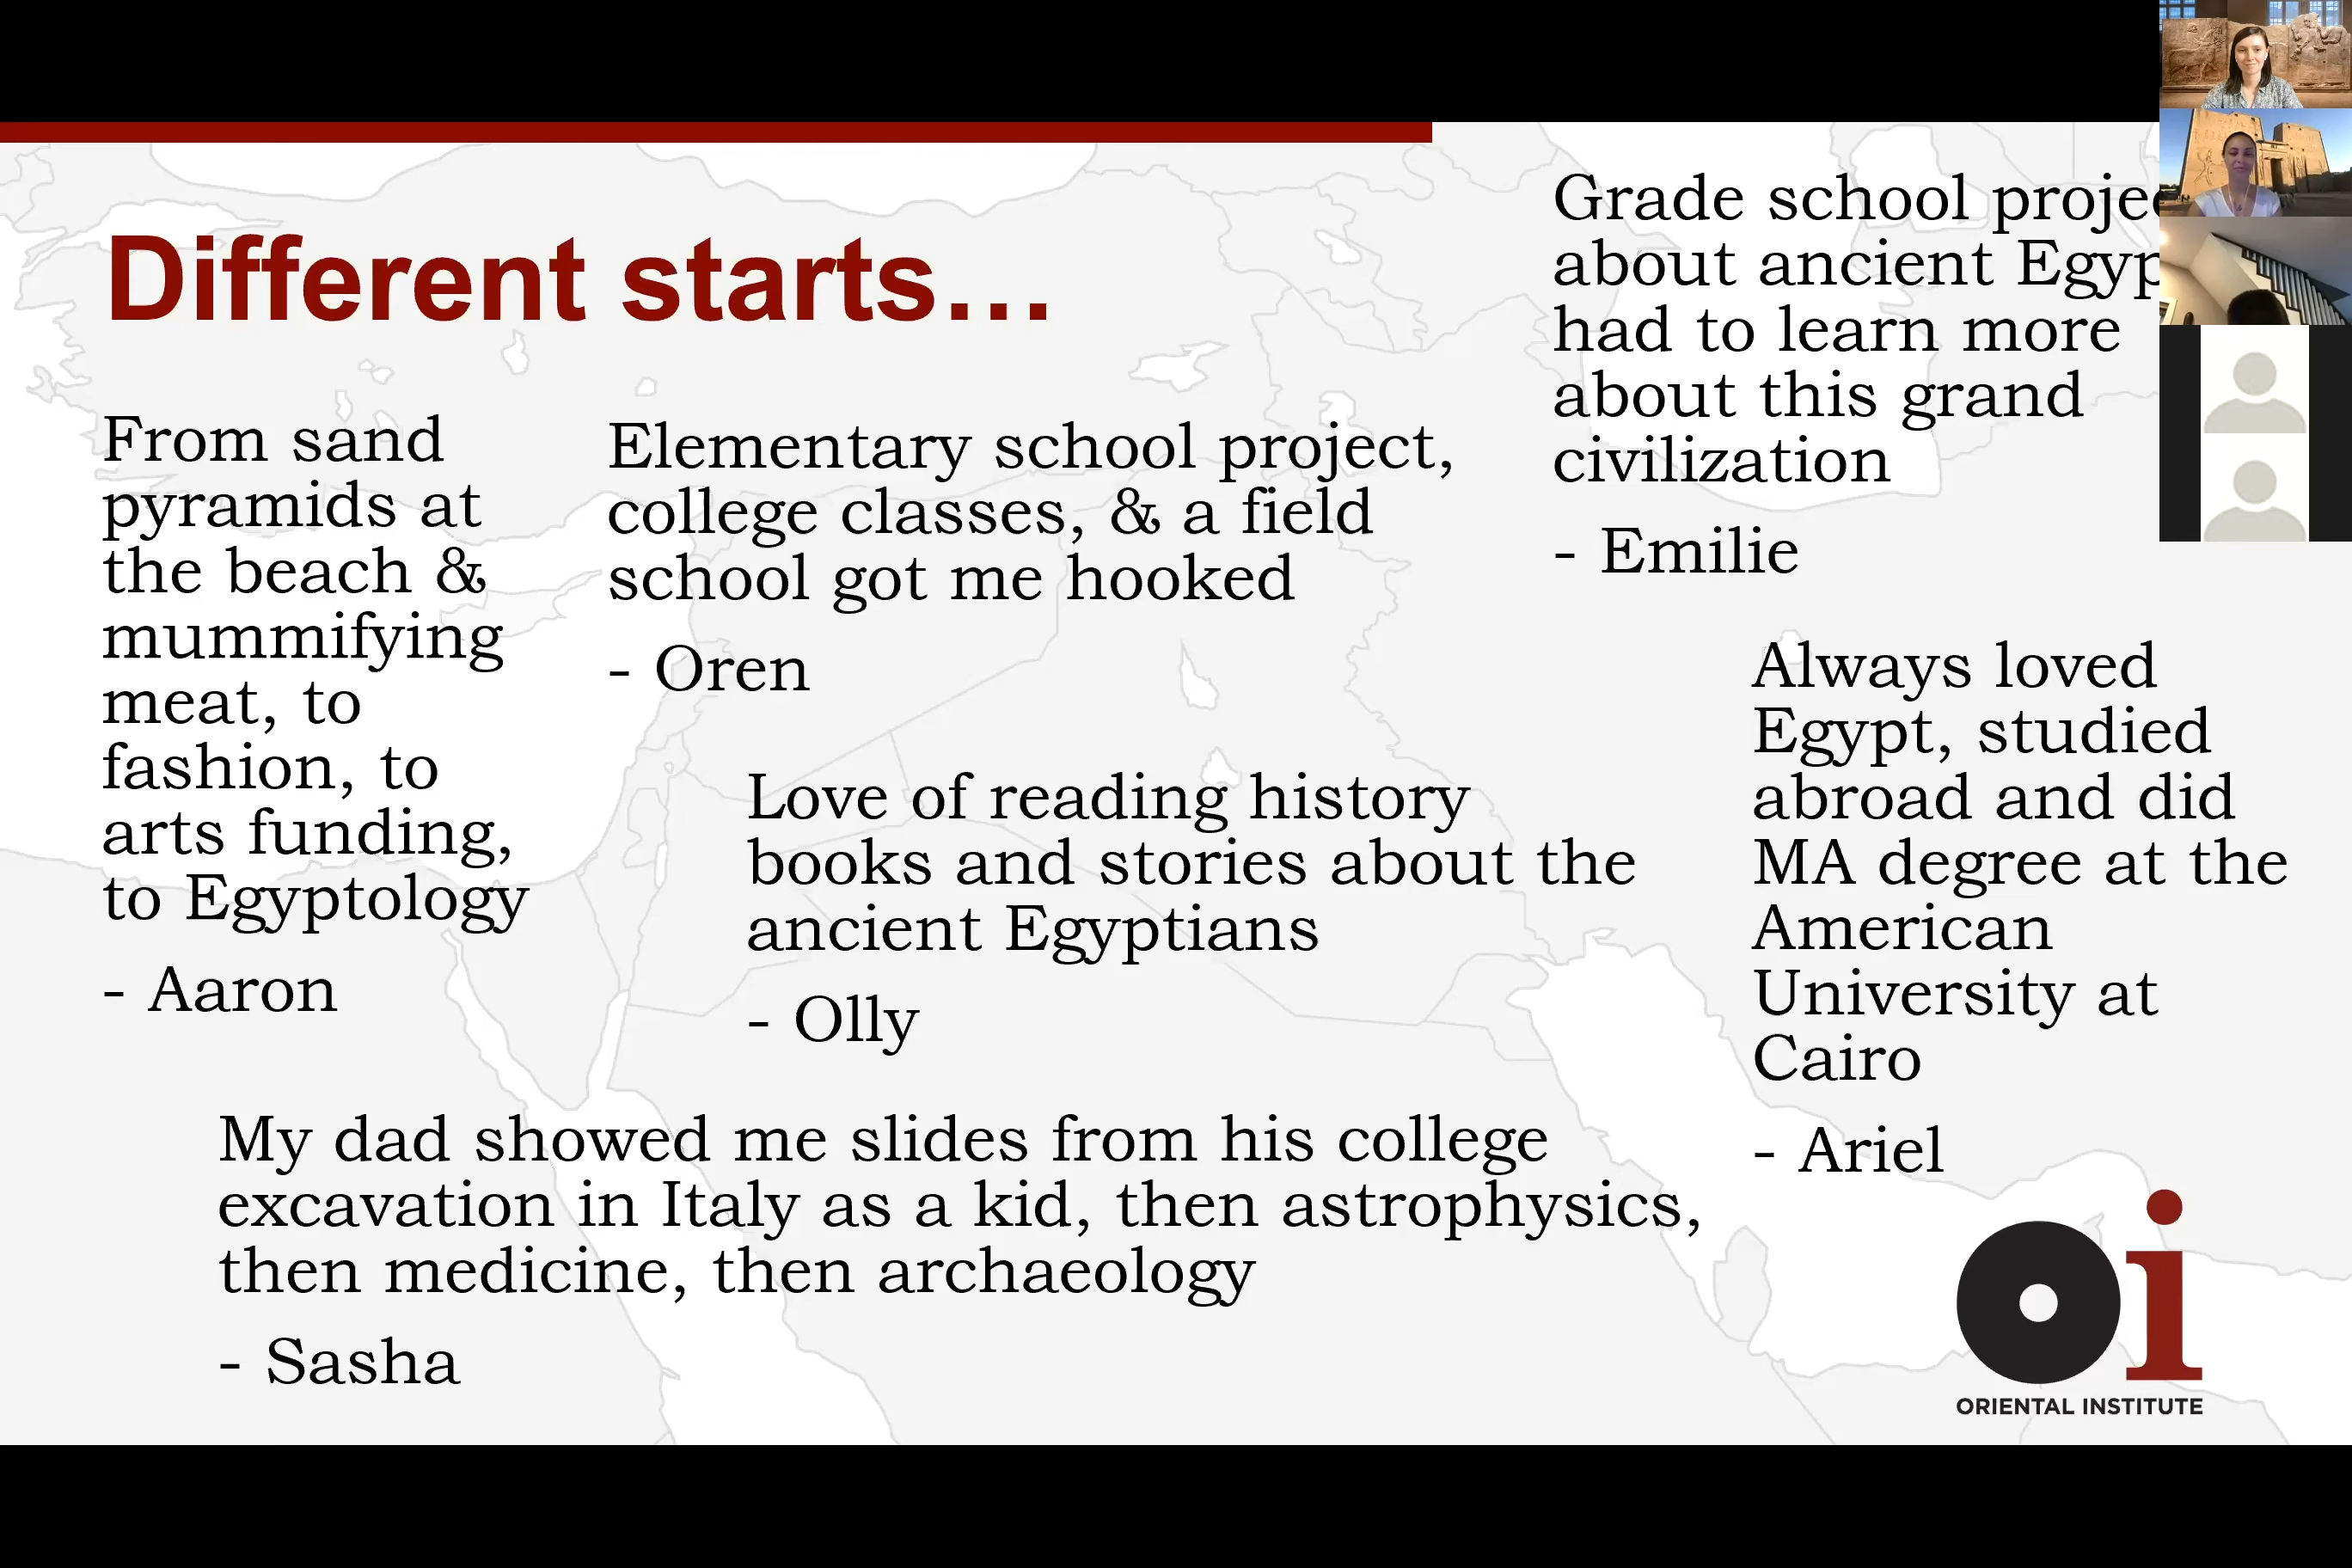 Different starts...
From sand
pyramids at
the beach &
mummifying
meat, to
fashion, to
arts funding,
to Egyptology
- Aaron
Elementary school project,
college classes, & a field
school got me hooked
- Oren
Love of reading history
books and stories about the
ancient Egyptians
- Olly
My dad showed me slides from his college
excavation in Italy as a kid, then astrophysics,
then medicine, then archaeology
- Sasha
Grade school
about ancient
had to learn more
about this grand
civilization
- Emilie
Always loved
Egypt, studied
abroad and did
MA degree at the
American
University at
Cairo
- Ariel
oi
ORIENTAL INSTITUTE